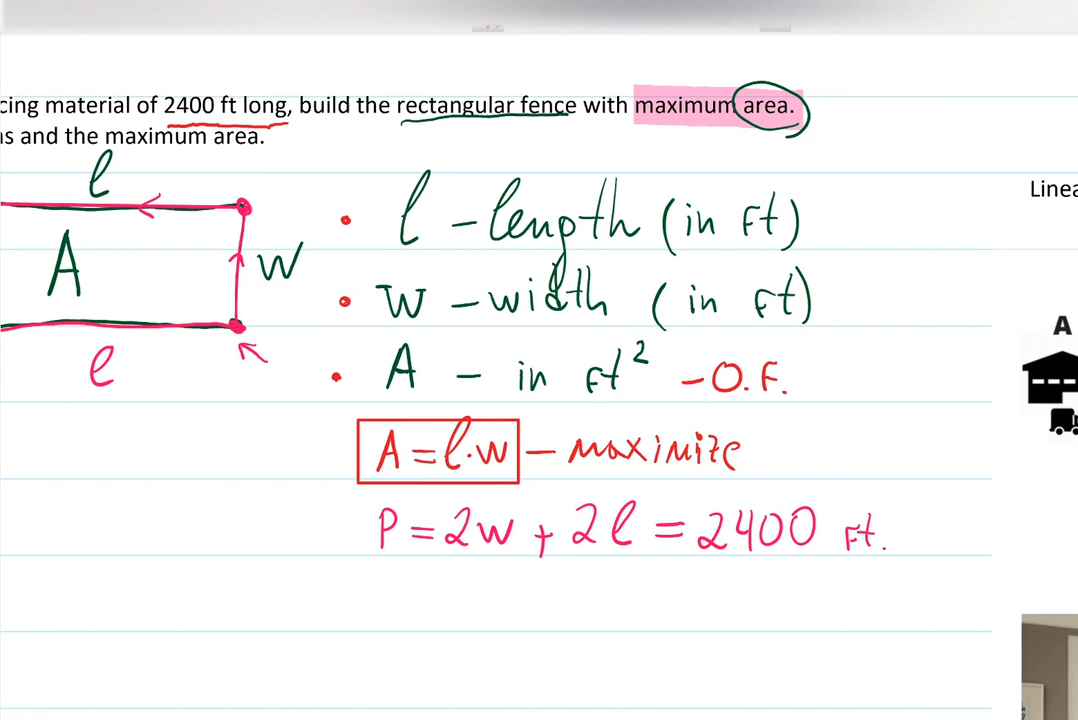 cing material of 2400 ft long, build the rectangular fence with maximum area.
ns and the maximum area.
l
A
w
l
• l - length (in ft)
• w - width (in ft)
• A - in ft² - O.F.
A = l·w - maximize
P = 2w + 2l = 2400 ft.
Linea
A